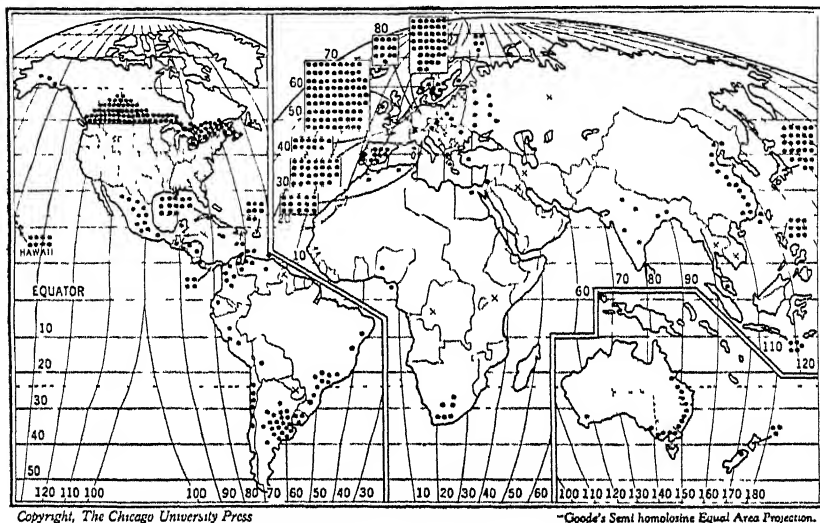 80
70
60
50
40
30
10
HAWAII
EQUATOR
60 70 80 90
10
110
120
20
30
40
50
120 110 100 100 90 80 70 60 50 40 30 10 20 30 40 50 60 100 110 120 130 140 150 160 170 180
Copyright, The Chicago University Press
Goode's Semi homolosine Equal Area Projection.